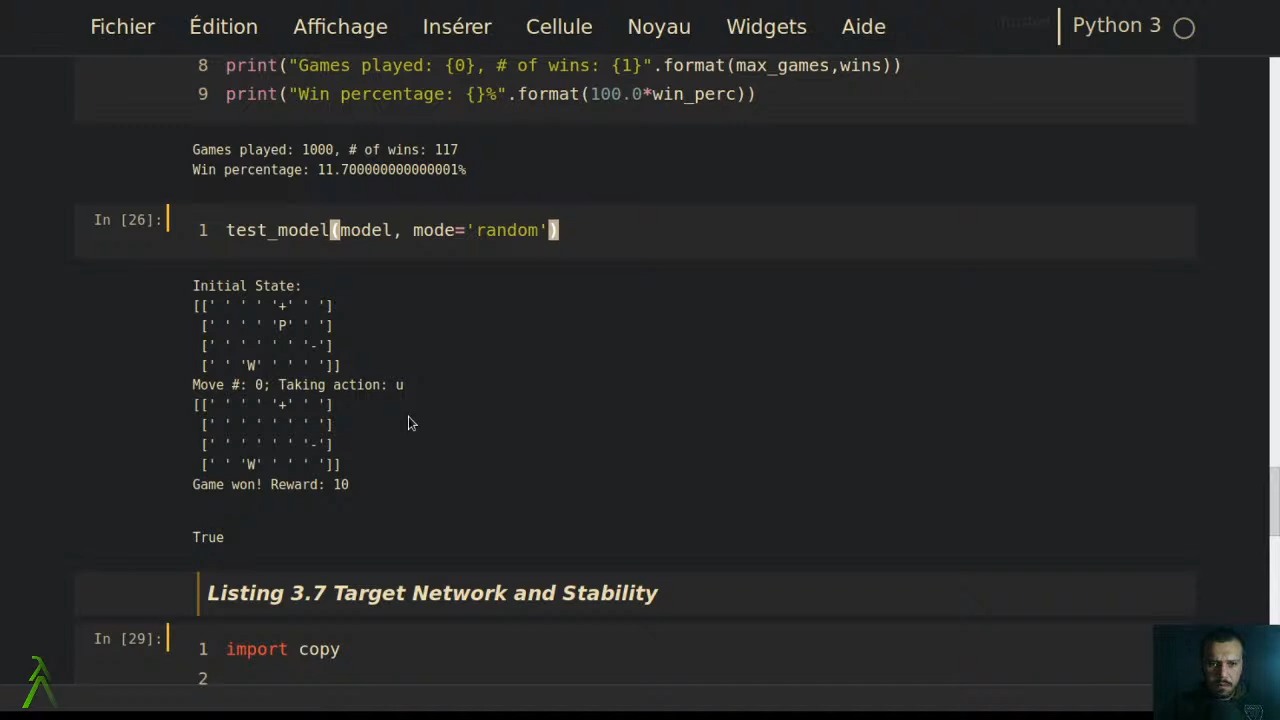 Fichier Édition Affichage Insérer Cellule Noyau Widgets Aide Python 3
8 print("Games played: {0}, # of wins: {1}".format(max_games,wins))
9 print("Win percentage: {}%".format(100.0*win_perc))
Games played: 1000, # of wins: 117
Win percentage: 11.700000000000001%
In [26]: 1 test_model(model, mode='random')
Initial State:
[[' ' ' ' '+' ' ']
[' ' ' ' 'P' ' ']
[' ' ' ' ' ' '-']
[' ' 'W' ' ' ' ']]
Move #: 0; Taking action: u
[[' ' ' ' '+' ' ']
[' ' ' ' ' ' ' ']
[' ' ' ' ' ' '-']
[' ' 'W' ' ' ' ']]
Game won! Reward: 10
True
Listing 3.7 Target Network and Stability
In [29]: 1 import copy
2